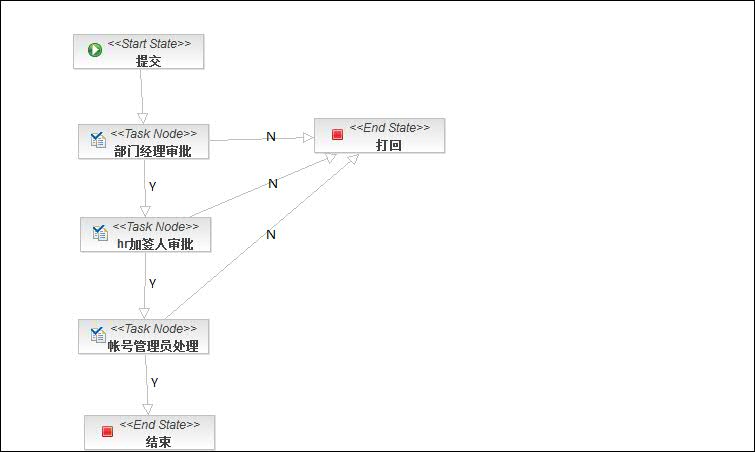 <<Start State>>
提交
<<Task Node>>
部门经理审批
N
<<End State>>
打回
Y
N
<<Task Node>>
hr加签人审批
N
Y
<<Task Node>>
帐号管理员处理
Y
<<End State>>
结束